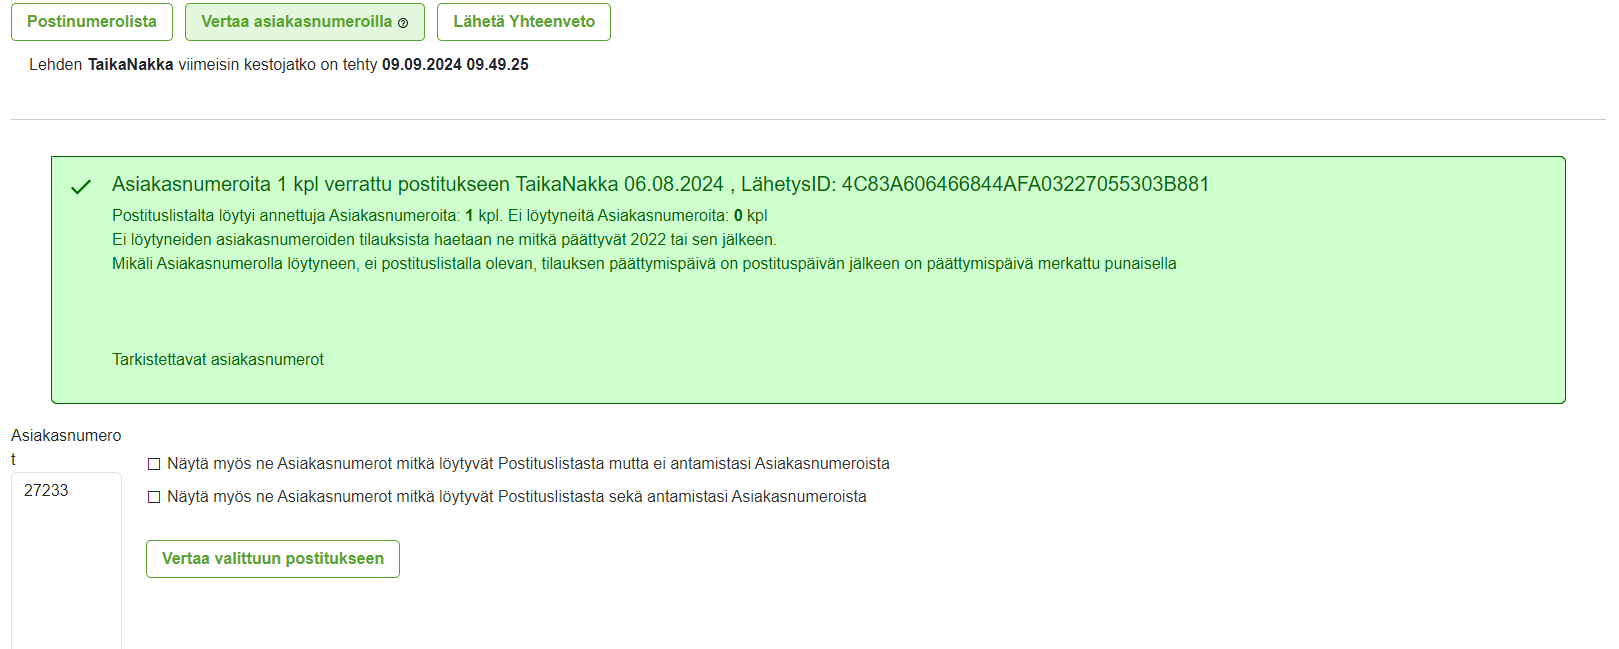 Postinumerolista
Vertaa asiakasnumeroilla
Lähetä Yhteenveto
Lehden TaikaNakka viimeisin kestojatko on tehty 09.09.2024 09.49.25
Asiakasnumeroita 1 kpl verrattu postitukseen TaikaNakka 06.08.2024 , LähetysID: 4C83A606466844AFA03227055303B881
Postituslistalta löytyi annettuja Asiakasnumeroita: 1 kpl. Ei löytyneitä Asiakasnumeroita: 0 kpl
Ei löytyneiden asiakasnumeroiden tilauksista haetaan ne mitkä päättyvät 2022 tai sen jälkeen.
Mikäli Asiakasnumerolla löytyneen, ei postituslistalla olevan, tilauksen päättymispäivä on postituspäivän jälkeen on päättymispäivä merkattu punaisella
Tarkistettavat asiakasnumerot
Asiakasnumero
t
27233
Näytä myös ne Asiakasnumerot mitkä löytyvät Postituslistasta mutta ei antamistasi Asiakasnumeroista
Näytä myös ne Asiakasnumerot mitkä löytyvät Postituslistasta sekä antamistasi Asiakasnumeroista
Vertaa valittuun postitukseen